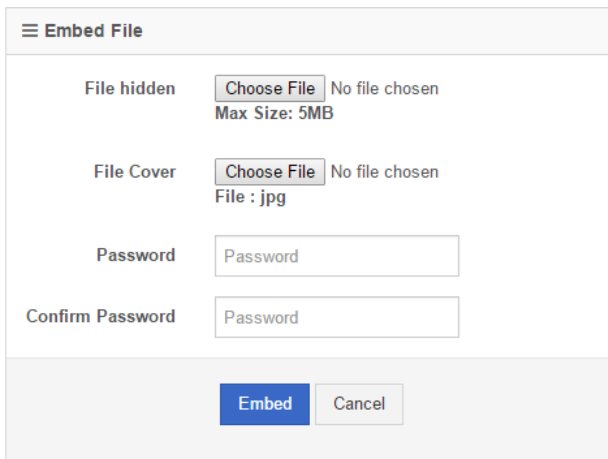 Embed File
File hidden Choose File No file chosen
Max Size: 5MB
File Cover Choose File No file chosen
File : jpg
Password Password
Confirm Password Password
Embed Cancel